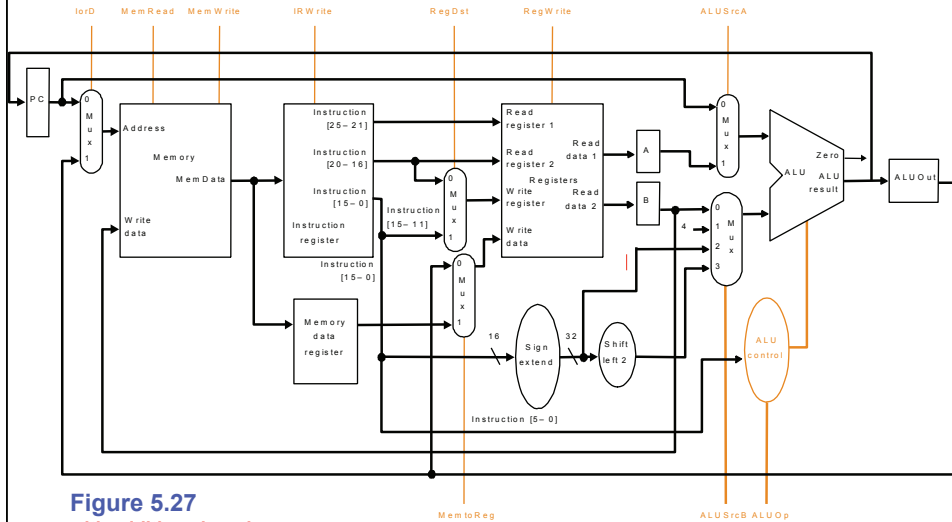 IorD MemRead MemWrite IRWrite RegDst RegWrite ALUSrcA
PC
0
M
u
x
1
Address
Memory
MemData
Write
data
Instruction
[25–21]
Instruction
[20–16]
Instruction
[15–0]
Instruction
register
Instruction
[15–11]
Instruction
[15–0]
Memory
data
register
0
M
u
x
1
0
M
u
x
1
16
Sign
extend
32
Shift
left 2
Read
register 1
Read
register 2
Registers
Write
register
Write
data
Read
data 1
Read
data 2
A
B
0
M
u
x
1
4
0
1
2
3
M
u
x
Zero
ALU
ALU
result
ALUOut
ALU
control
Instruction [5–0]
MemtoReg ALUSrcB ALUOp
Figure 5.27